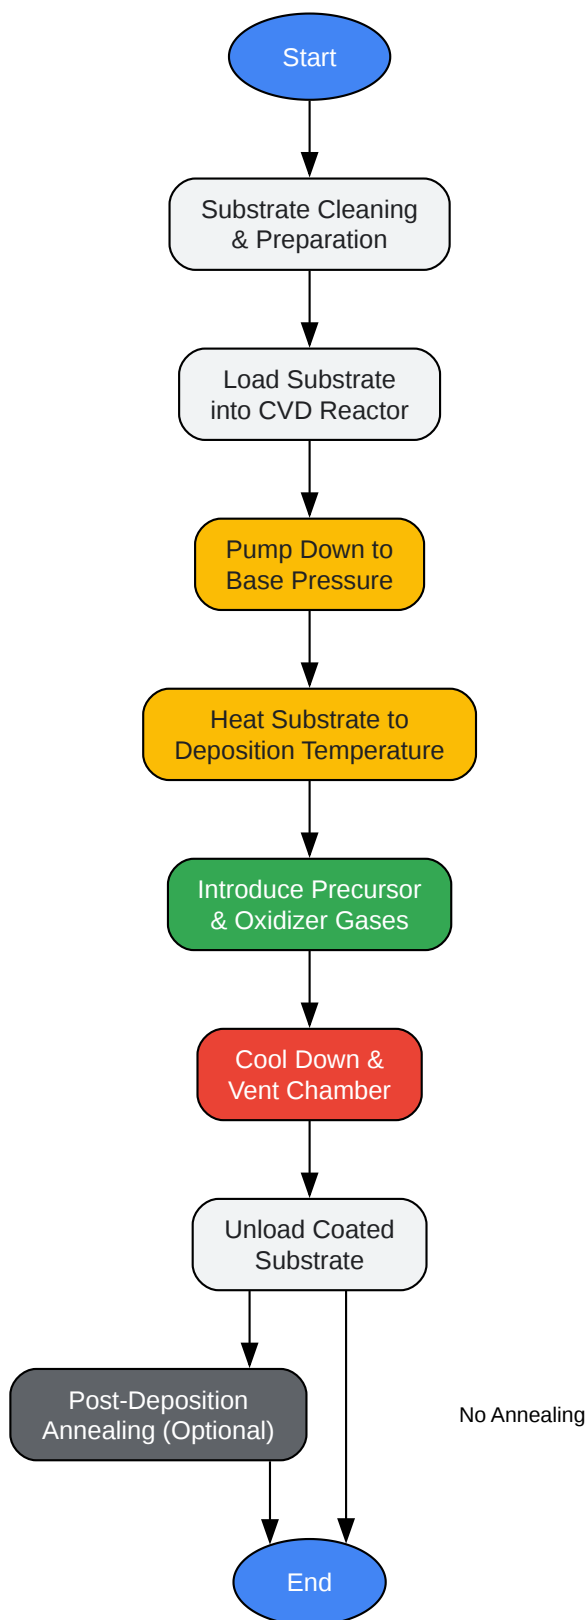 Start
Substrate Cleaning
& Preparation
Load Substrate
into CVD Reactor
Pump Down to
Base Pressure
Heat Substrate to
Deposition Temperature
Introduce Precursor
& Oxidizer Gases
Cool Down &
Vent Chamber
Unload Coated
Substrate
Post-Deposition
Annealing (Optional)
No Annealing
End